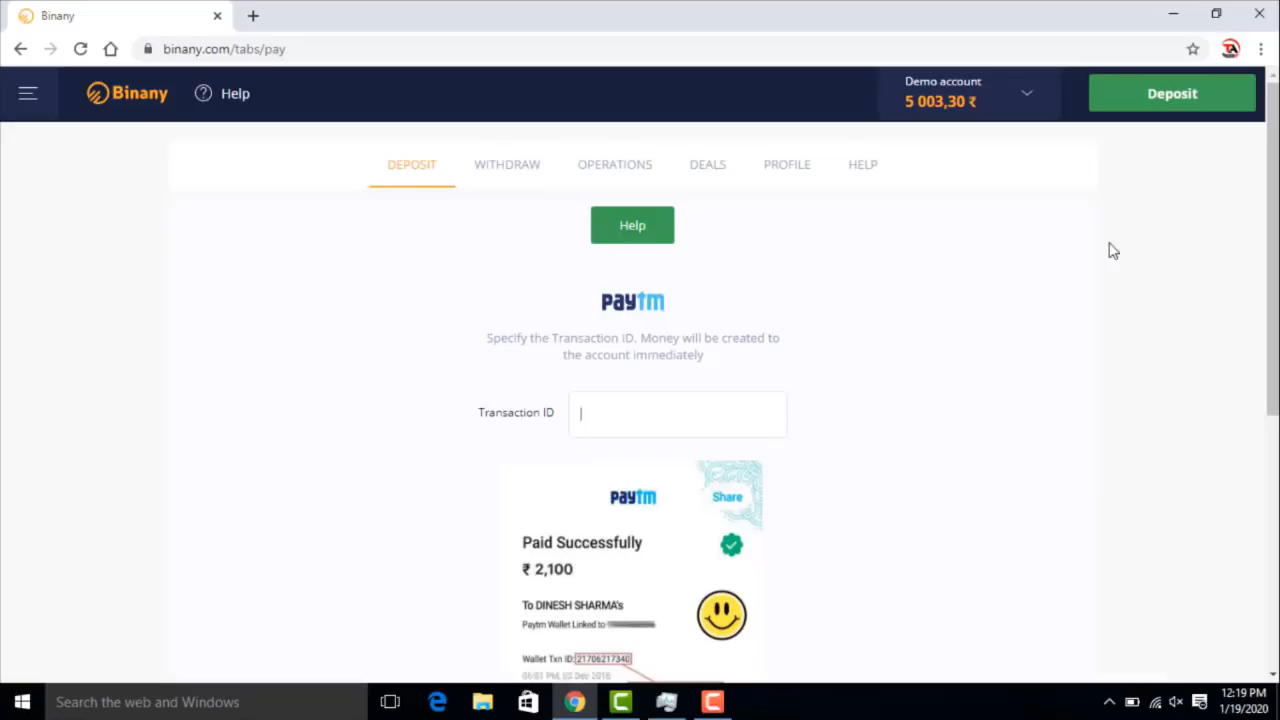 Binany
binany.com/tabs/pay
Binany
Help
Demo account
5 003,30 ₹
Deposit
DEPOSIT
WITHDRAW
OPERATIONS
DEALS
PROFILE
HELP
Help
paytm
Specify the Transaction ID. Money will be created to
the account immediately
Transaction ID
paytm
Share
Paid Successfully
₹ 2,100
To DINESH SHARMA's
Paytm Wallet Linked to
Wallet Txn ID: 21706217340
Search the web and Windows
12:19 PM
1/19/2020